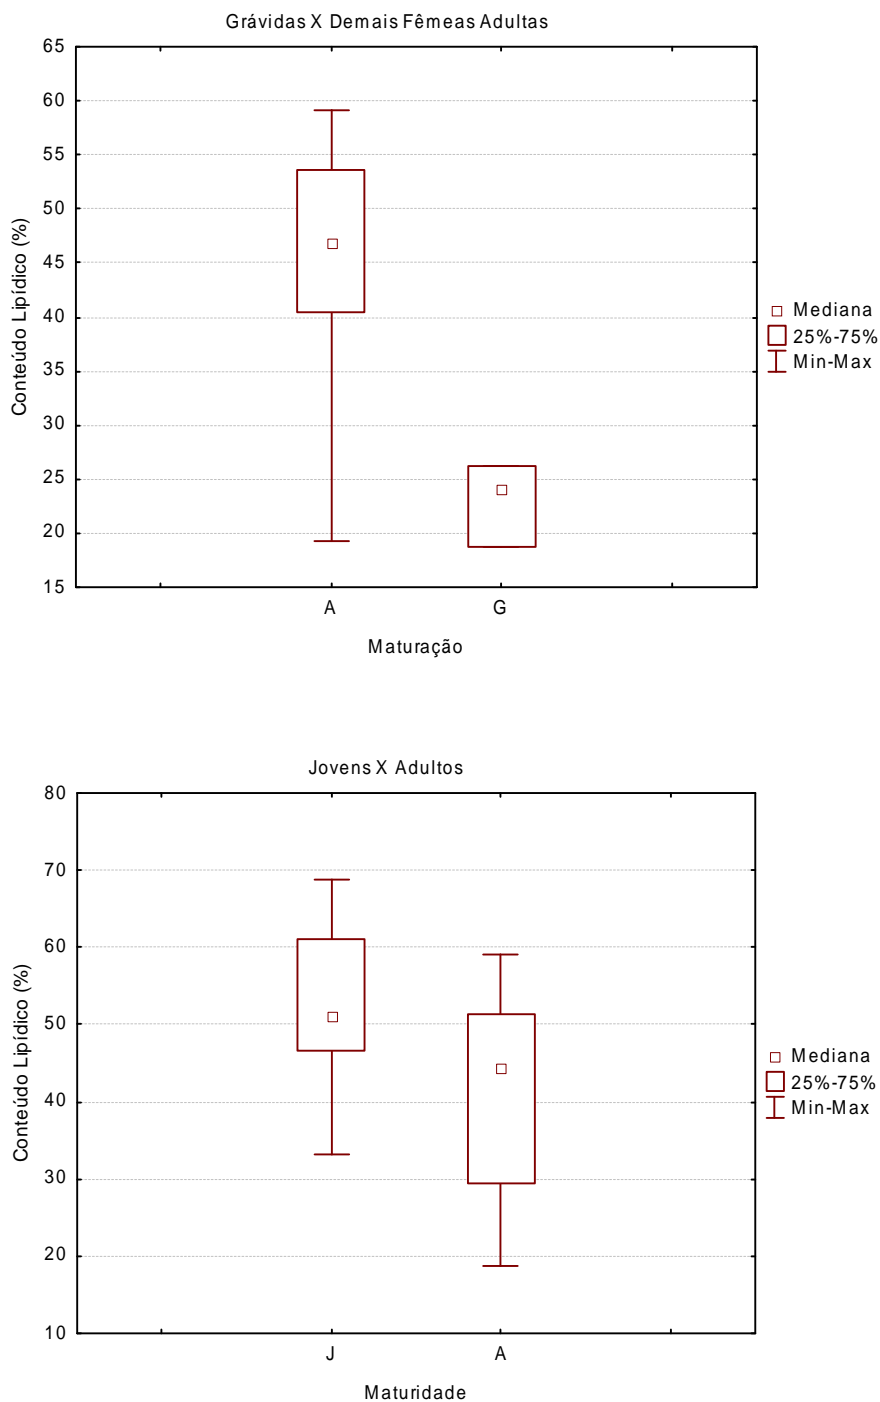 Grávidas X Demais Fêmeas Adultas
65
60
55
50
45
40
35
30
25
20
15
Conteúdo Lipídico (%)
A G
Maturação
Mediana
25%-75%
Min-Max
Jovens X Adultos
80
70
60
50
40
30
20
10
Conteúdo Lipídico (%)
J A
Maturidade
Mediana
25%-75%
Min-Max